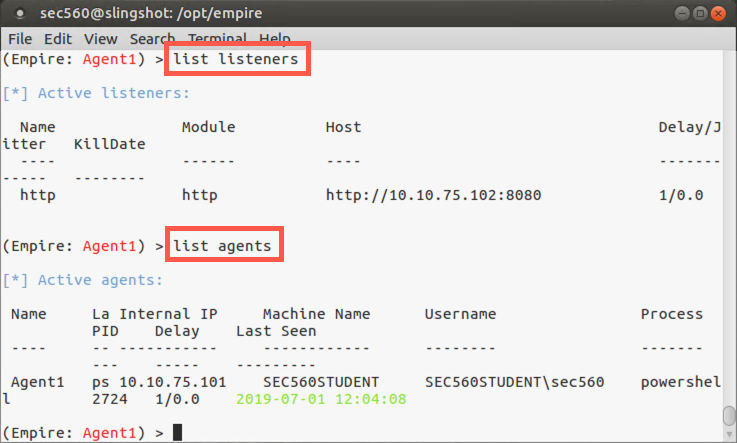 sec560@slingshot: /opt/empire
File Edit View Search Terminal Help
(Empire: Agent1) > list listeners
[*] Active listeners:
Name Module Host Delay/J
itter KillDate
---- ------ ---- -------
----- --------
http http http://10.10.75.102:8080 1/0.0
(Empire: Agent1) > list agents
[*] Active agents:
Name La Internal IP Machine Name Username Process
PID Delay Last Seen
---- -- ----------- ------------ -------- -------
--- ----- ---------
Agent1 ps 10.10.75.101 SEC560STUDENT SEC560STUDENT\sec560 powershel
l 2724 1/0.0 2019-07-01 12:04:08
(Empire: Agent1) >